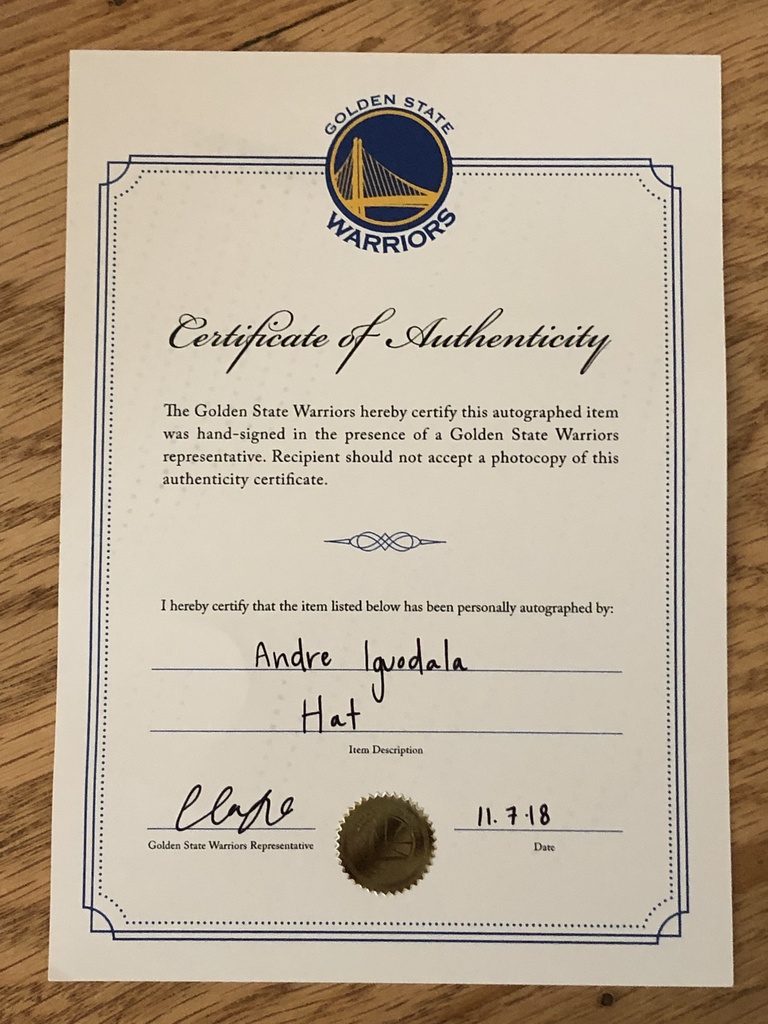 GOLDEN STATE
WARRIORS
Certificate of Authenticity
The Golden State Warriors hereby certify this autographed item
was hand-signed in the presence of a Golden State Warriors
representative. Recipient should not accept a photocopy of this
authenticity certificate.
I hereby certify that the item listed below has been personally autographed by:
Andre Iguodala
Hat
Item Description
11.7.18
Golden State Warriors Representative
Date